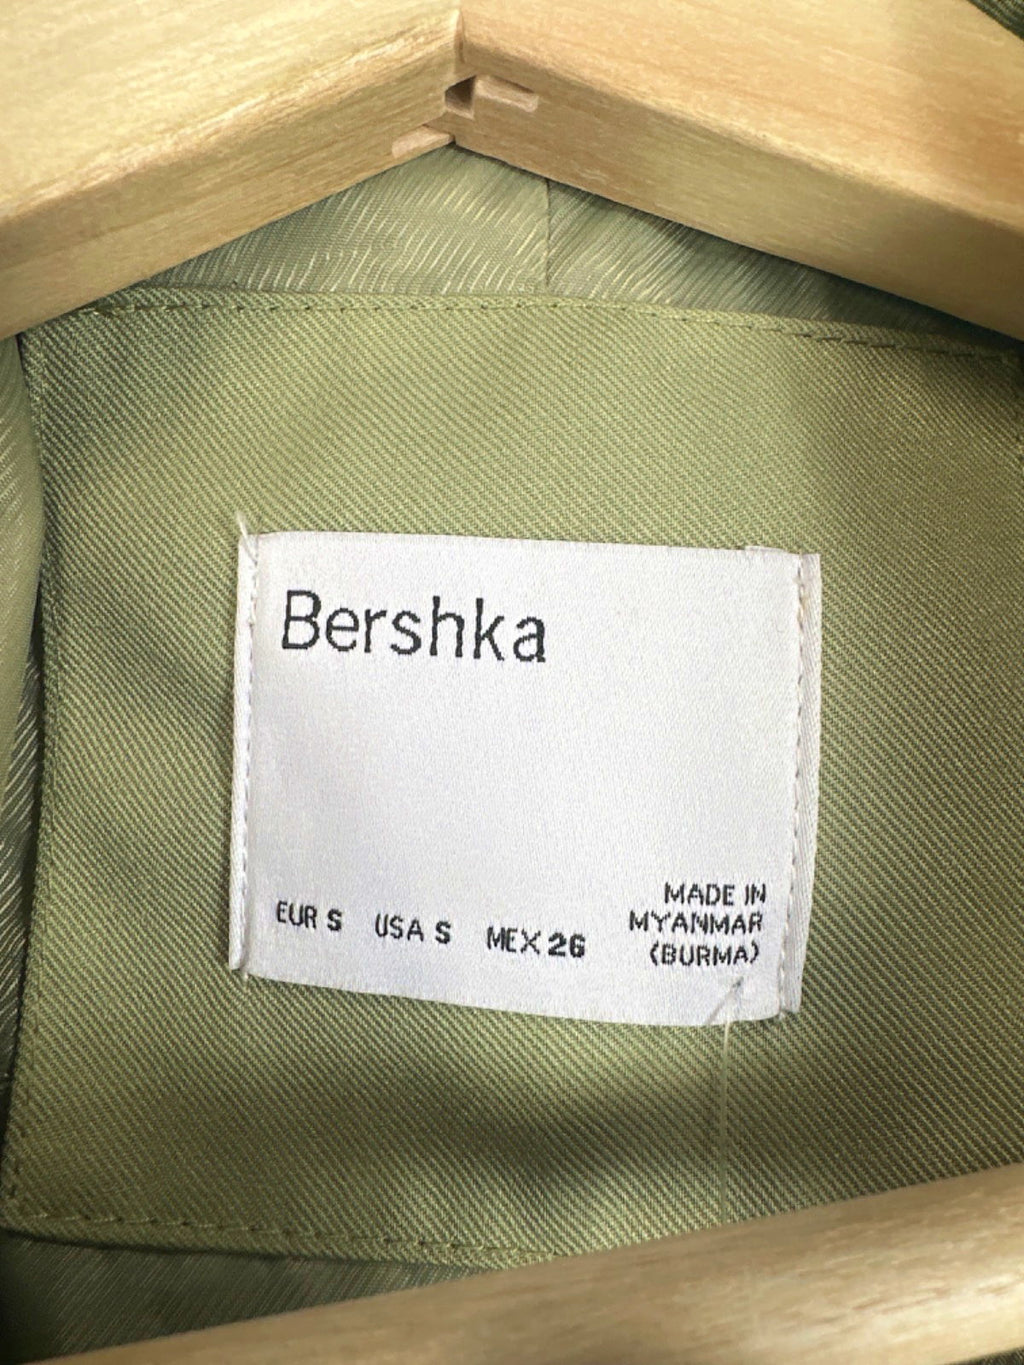 Bershka
EUR S USA S MEX 26
MADE IN
MYANMAR
(BURMA)